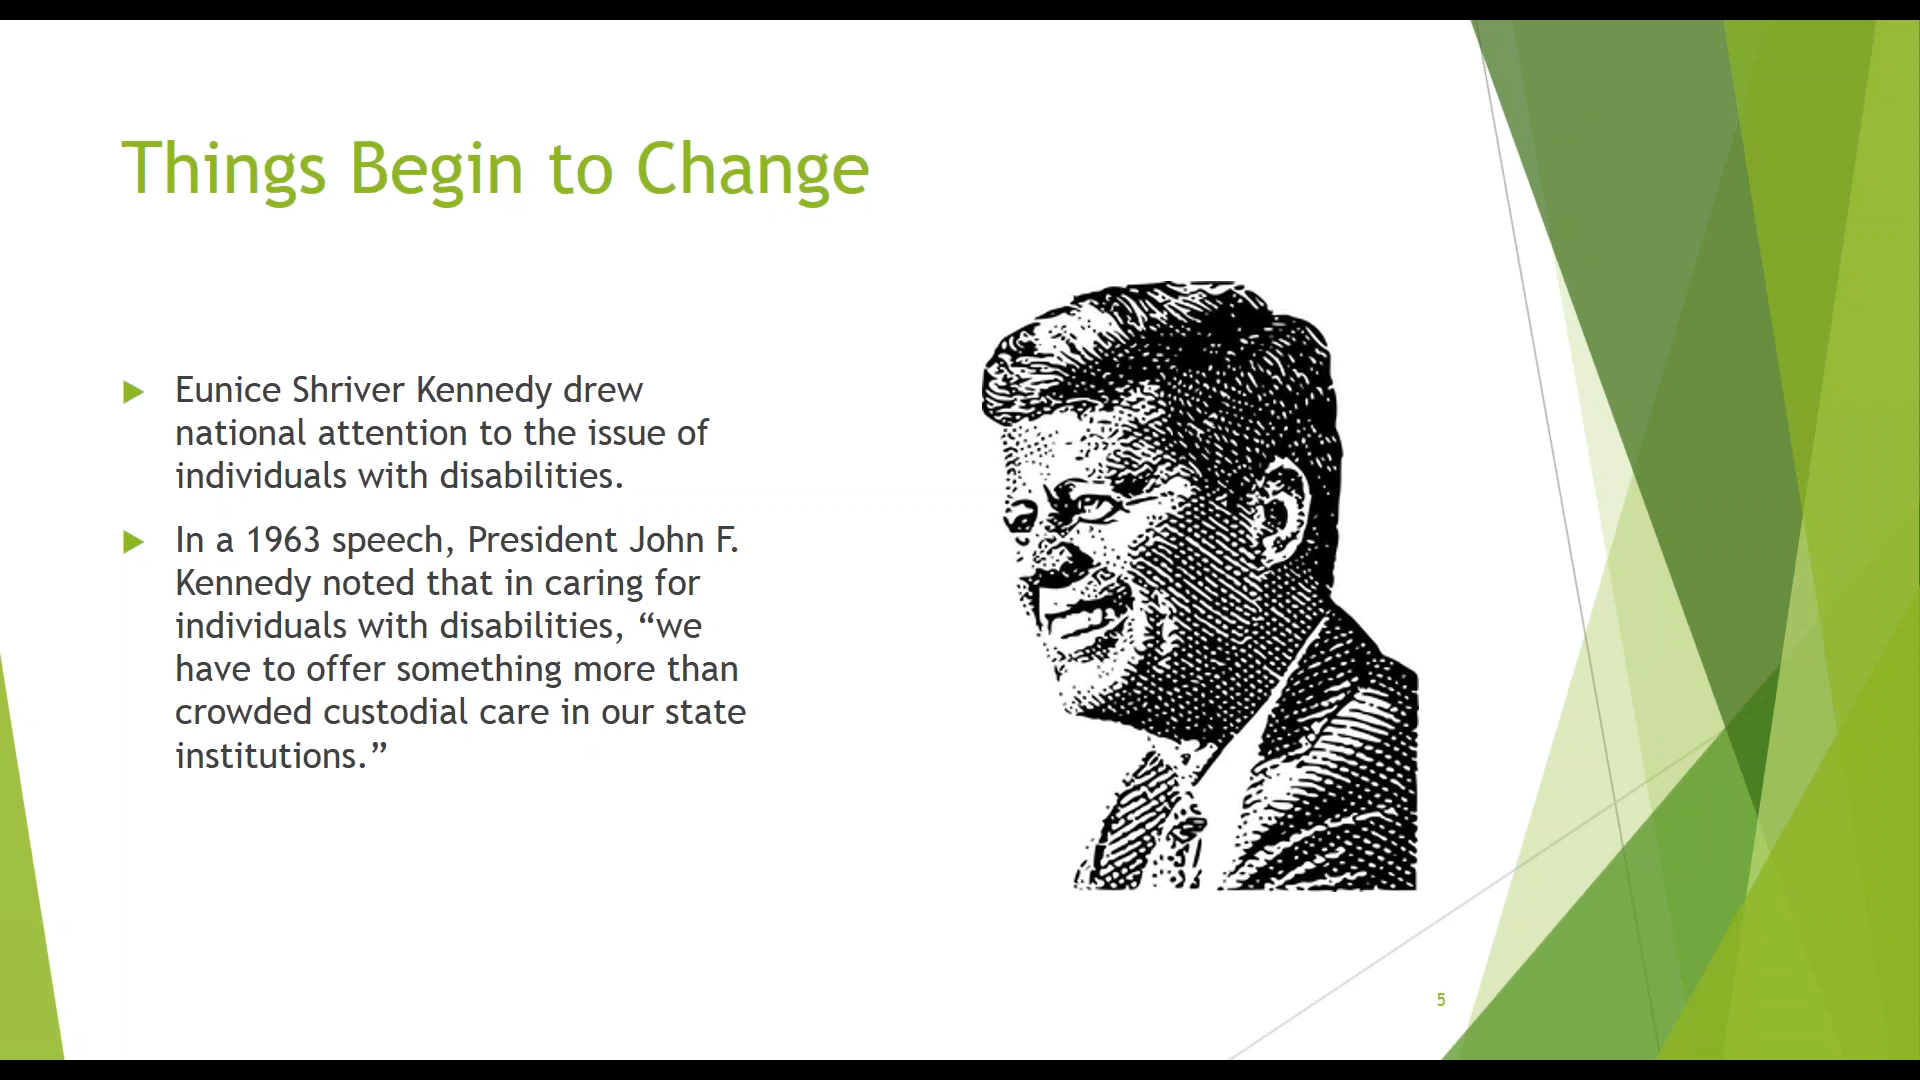 Things Begin to Change
Eunice Shriver Kennedy drew
national attention to the issue of
individuals with disabilities.
In a 1963 speech, President John F.
Kennedy noted that in caring for
individuals with disabilities, “we
have to offer something more than
crowded custodial care in our state
institutions.”
5